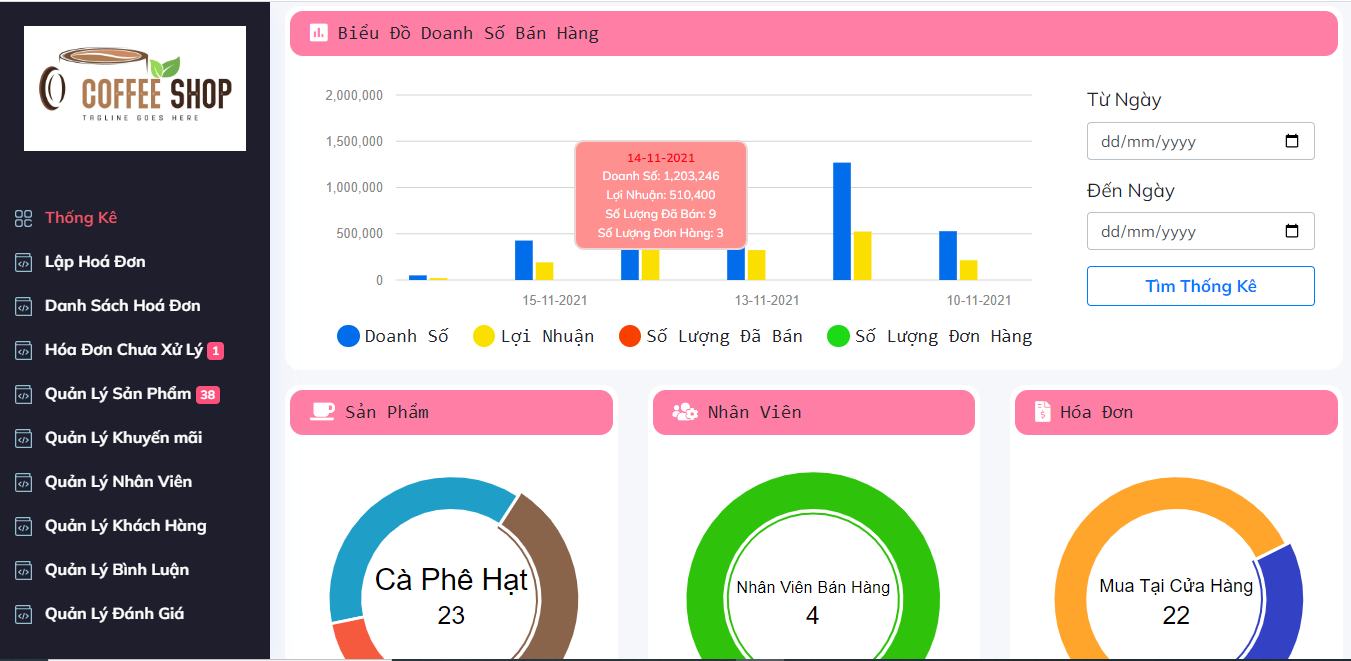 COFFEE SHOP
TAGLINE GOES HERE
Thống Kê
Lập Hoá Đơn
Danh Sách Hoá Đơn
Hóa Đơn Chưa Xử Lý 1
Quản Lý Sản Phẩm 38
Quản Lý Khuyến mãi
Quản Lý Nhân Viên
Quản Lý Khách Hàng
Quản Lý Bình Luận
Quản Lý Đánh Giá
Biểu Đồ Doanh Số Bán Hàng
2,000,000
1,500,000
1,000,000
500,000
0
14-11-2021
Doanh Số: 1,203,246
Lợi Nhuận: 510,400
Số Lượng Đã Bán: 9
Số Lượng Đơn Hàng: 3
15-11-2021 13-11-2021 10-11-2021
Doanh Số Lợi Nhuận Số Lượng Đã Bán Số Lượng Đơn Hàng
Từ Ngày
dd/mm/yyyy
Đến Ngày
dd/mm/yyyy
Tìm Thống Kê
Sản Phẩm
Cà Phê Hạt
23
Nhân Viên
Nhân Viên Bán Hàng
4
Hóa Đơn
Mua Tại Cửa Hàng
22